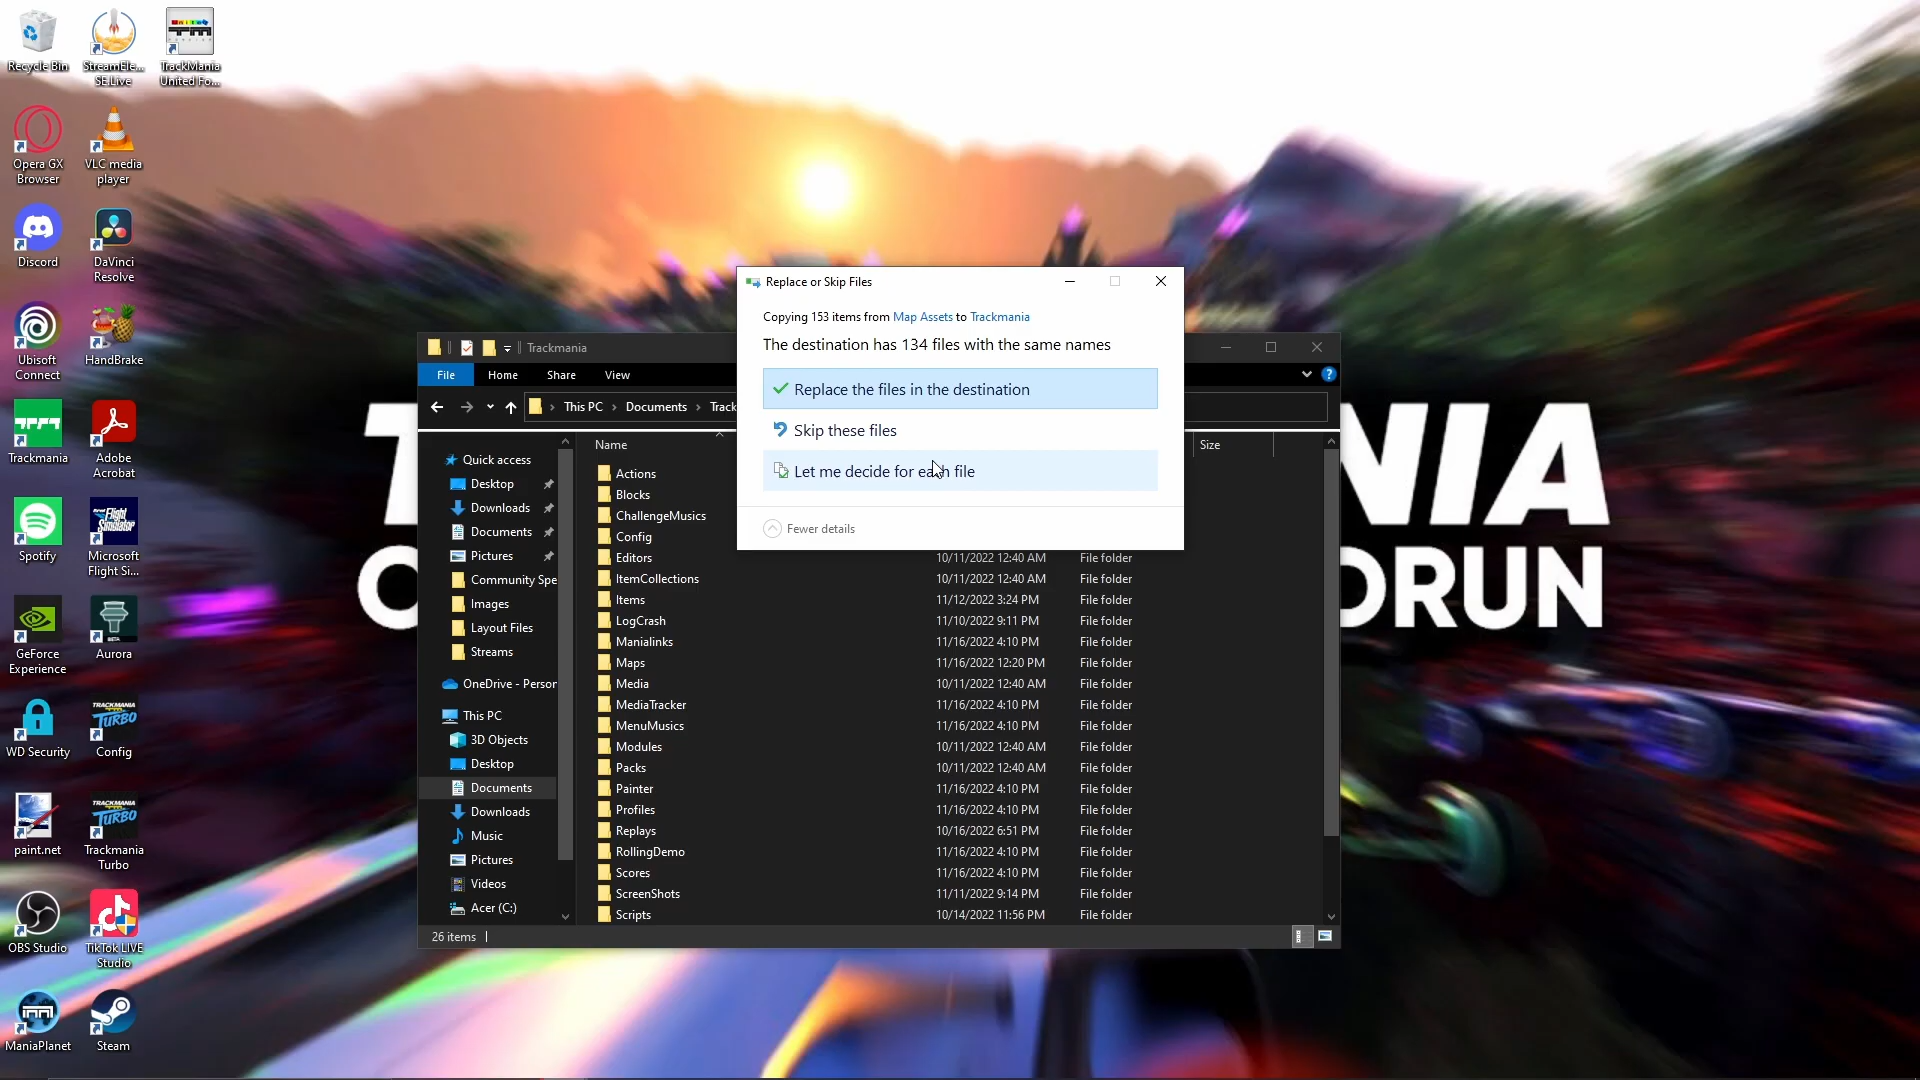 Recycle Bin
StreamEle...
SE.Live
TrackMania
United Fo...
Opera GX
Browser
VLC media
player
Discord
DaVinci
Resolve
Ubisoft
Connect
HandBrake
Trackmania
Adobe
Acrobat
Spotify
Microsoft
Flight Si...
GeForce
Experience
Aurora
WD Security
Config
paint.net
Trackmania
Turbo
OBS Studio
TikTok LIVE
Studio
ManiaPlanet
Steam
Replace or Skip Files
Copying 153 items from Map Assets to Trackmania
The destination has 134 files with the same names
Replace the files in the destination
Skip these files
Let me decide for each file
Fewer details
Trackmania
File Home Share View
This PC Documents Track
Name Size
Quick access
Desktop
Downloads
Documents
Pictures
Community Spe
Images
Layout Files
Streams
OneDrive - Person
This PC
3D Objects
Desktop
Documents
Downloads
Music
Pictures
Videos
Acer (C:)
Actions
Blocks
ChallengeMusics
Config
Editors 10/11/2022 12:40 AM File folder
ItemCollections 10/11/2022 12:40 AM File folder
Items 11/12/2022 3:24 PM File folder
LogCrash 11/10/2022 9:11 PM File folder
Manialinks 11/16/2022 4:10 PM File folder
Maps 11/16/2022 12:20 PM File folder
Media 10/11/2022 12:40 AM File folder
MediaTracker 11/16/2022 4:10 PM File folder
MenuMusics 11/16/2022 4:10 PM File folder
Modules 10/11/2022 12:40 AM File folder
Packs 10/11/2022 12:40 AM File folder
Painter 11/16/2022 4:10 PM File folder
Profiles 11/16/2022 4:10 PM File folder
Replays 10/16/2022 6:51 PM File folder
RollingDemo 11/16/2022 4:10 PM File folder
Scores 11/16/2022 4:10 PM File folder
ScreenShots 11/11/2022 9:14 PM File folder
Scripts 10/14/2022 11:56 PM File folder
26 items
NIA
ORUN